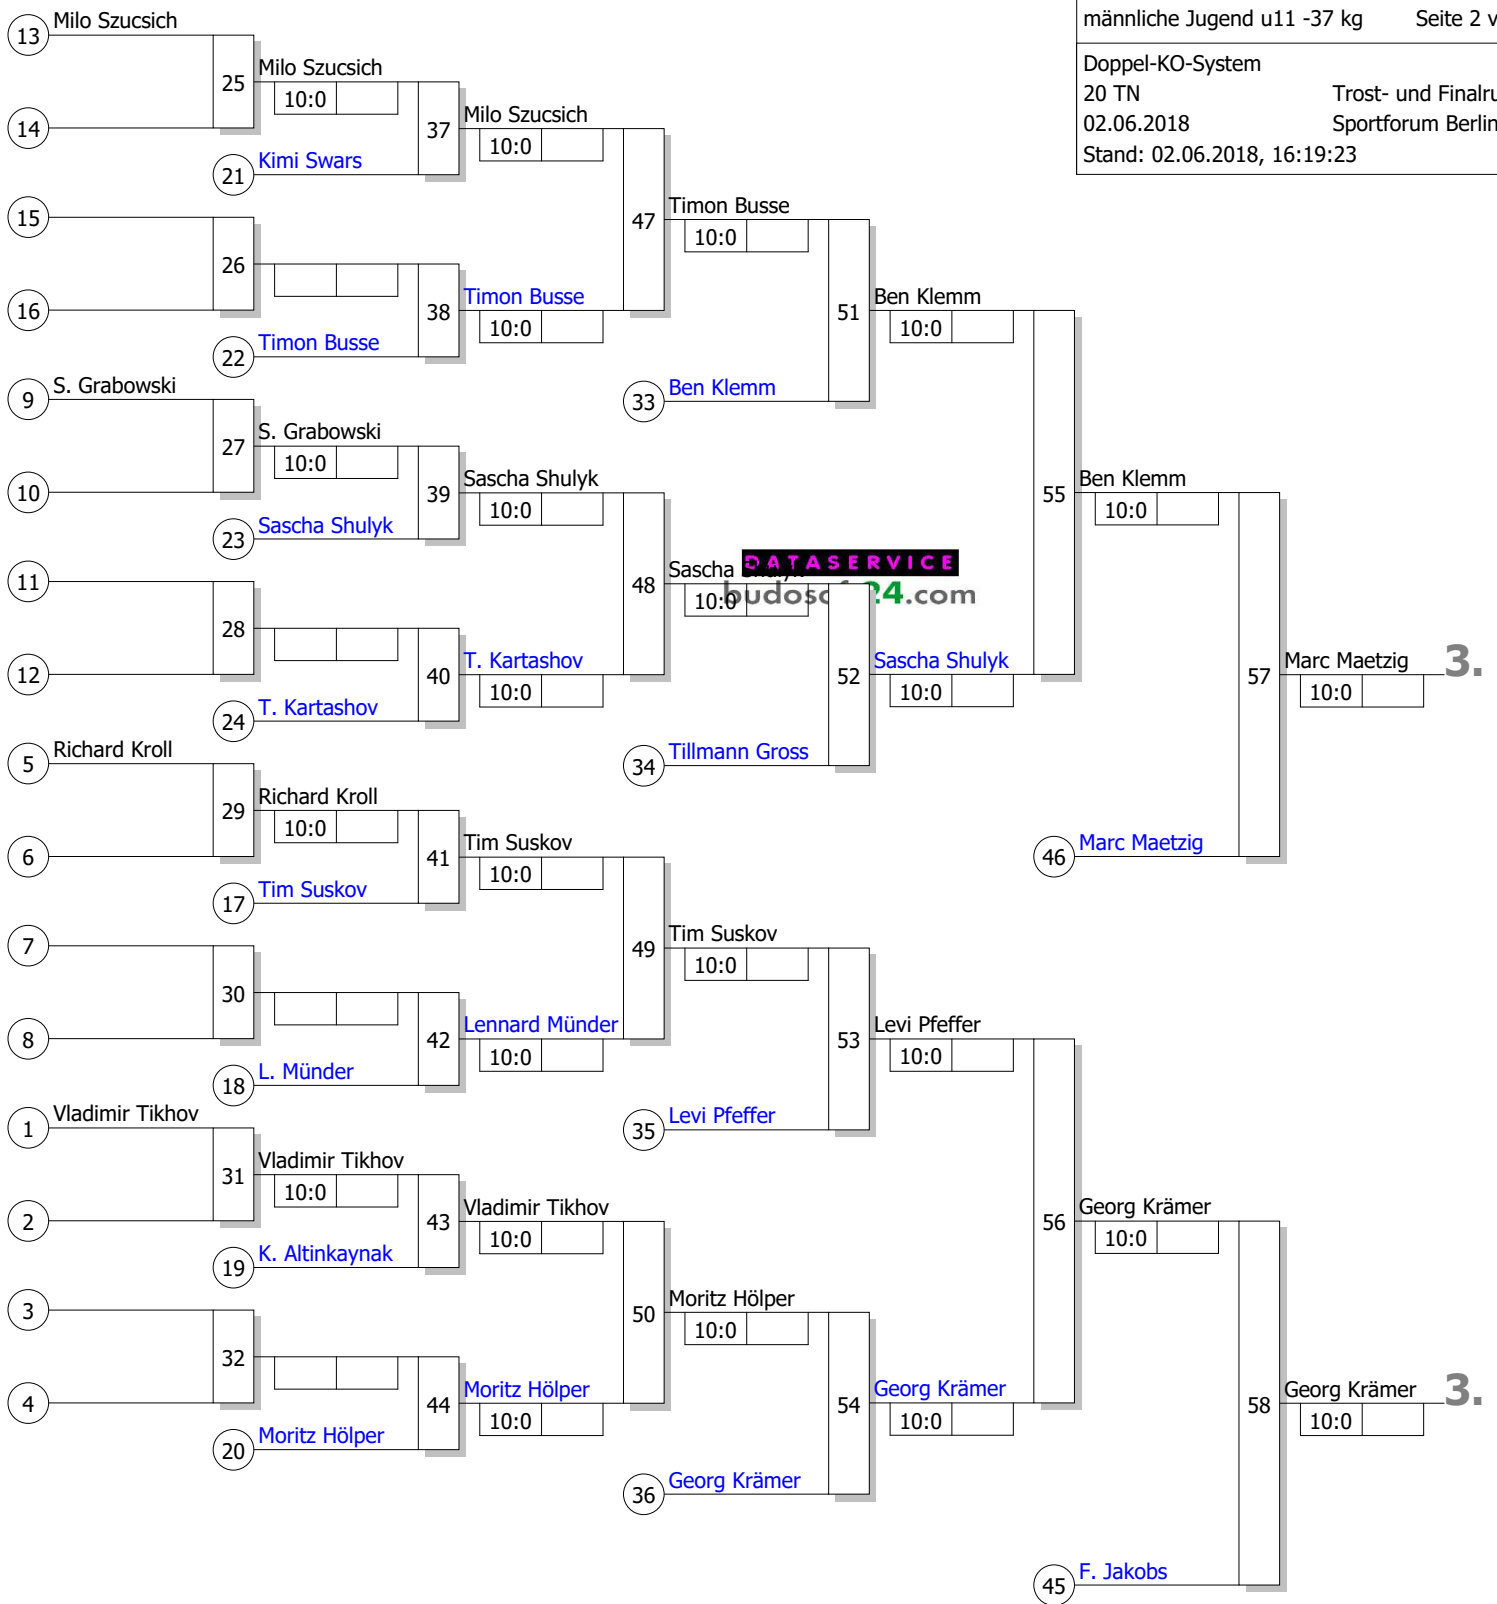 männliche Jugend u11 -37 kg Seite 2 v
Doppel-KO-System
20 TN Trost- und Finalru
02.06.2018 Sportforum Berlin
Stand: 02.06.2018, 16:19:23
13 Milo Szucsich
25 Milo Szucsich
10:0
14
37 Milo Szucsich
10:0
21 Kimi Swars
15
47 Timon Busse
10:0
26
16
38 Timon Busse
10:0
22 Timon Busse
51 Ben Klemm
10:0
33 Ben Klemm
9 S. Grabowski
27 S. Grabowski
10:0
10
39 Sascha Shulyk
10:0
23 Sascha Shulyk
55 Ben Klemm
10:0
11
48 Sascha
10:0
DATASERVICE
24.com
28
12
40 T. Kartashov
10:0
24 T. Kartashov
52 Sascha Shulyk
10:0
34 Tillmann Gross
57 Marc Maetzig 3.
10:0
5 Richard Kroll
29 Richard Kroll
10:0
6
41 Tim Suskov
10:0
17 Tim Suskov
46 Marc Maetzig
7
49 Tim Suskov
10:0
30
8
42 Lennard Münder
10:0
18 L. Münder
53 Levi Pfeffer
10:0
35 Levi Pfeffer
1 Vladimir Tikhov
31 Vladimir Tikhov
10:0
2
43 Vladimir Tikhov
10:0
19 K. Altinkaynak
56 Georg Krämer
10:0
3
50 Moritz Hölper
10:0
32
4
44 Moritz Hölper
10:0
20 Moritz Hölper
54 Georg Krämer
10:0
36 Georg Krämer
58 Georg Krämer 3.
10:0
45 F. Jakobs